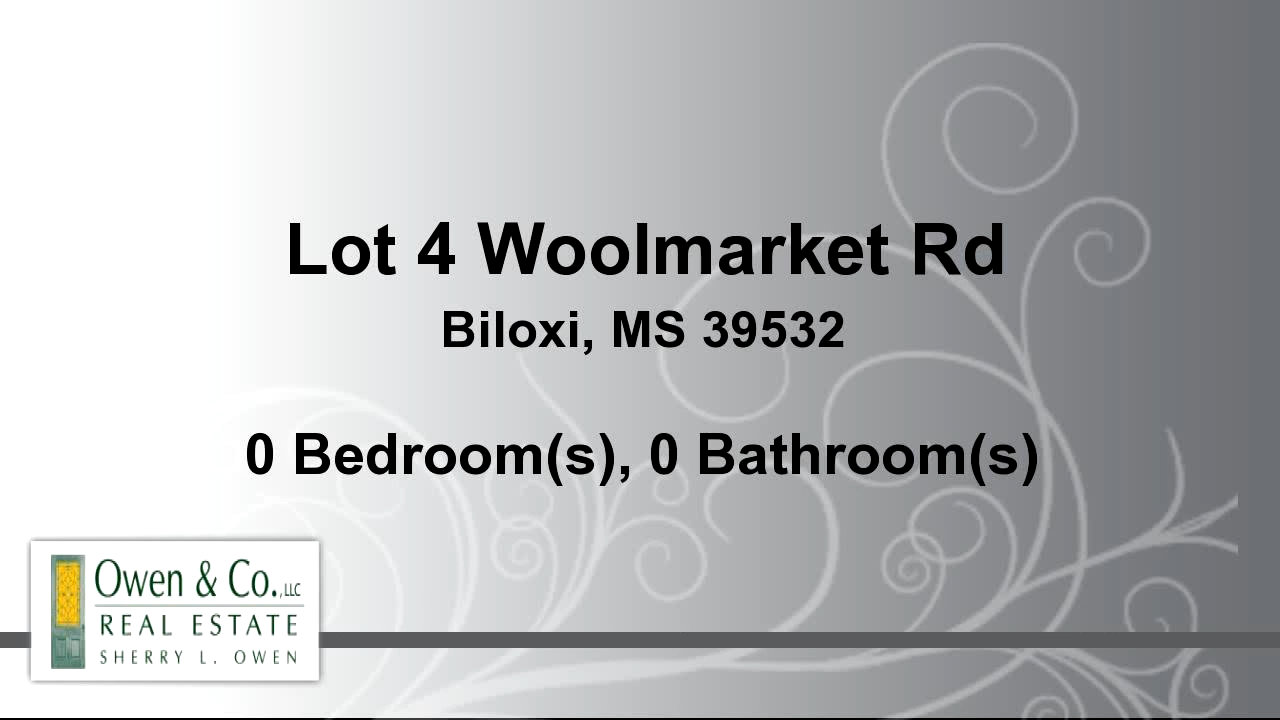 Lot 4 Woolmarket Rd
Biloxi, MS 39532
0 Bedroom(s), 0 Bathroom(s)
Owen & Co., LLC
REAL ESTATE
SHERRY L. OWEN